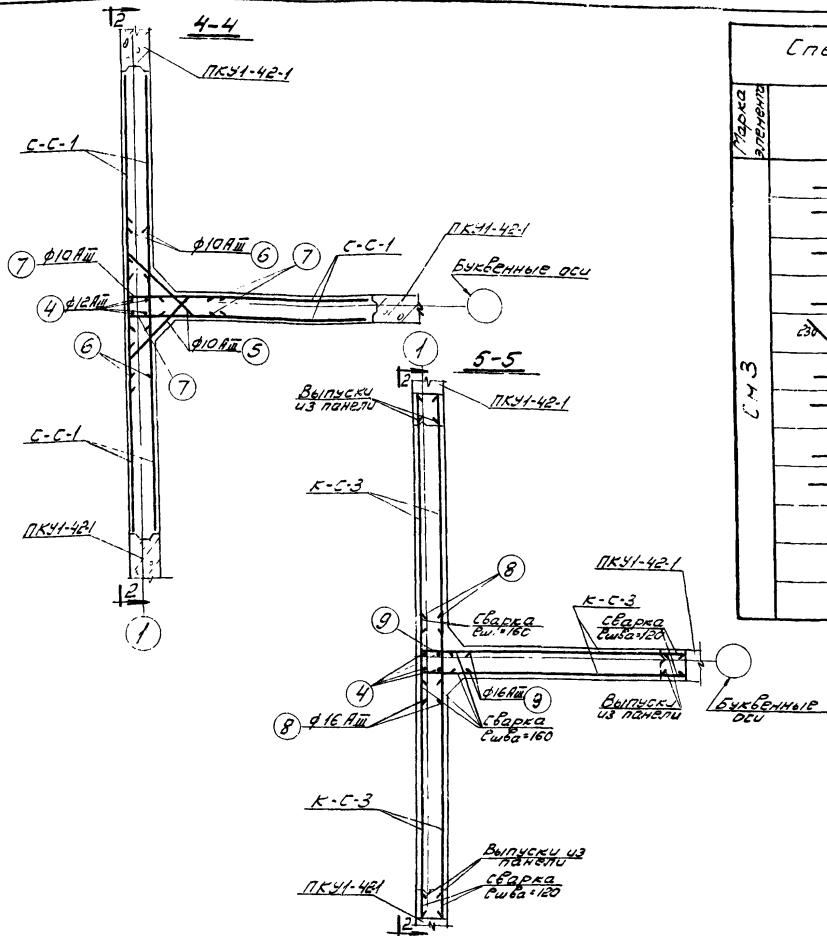 2
4-4
ПКУ1-42-1
С-С-1
ф10АIII 6
7 ф10АIII
4 ф12АIII
7
С-С-1
ПКУ1-42-1
Буквенные оси
ф10АIII 5
6
7
С-С-1
ПКУ1-42-1
2
1
1
5-5
2
Выпуски
из панели
ПКУ1-42-1
К-С-3
8
Сварка
9
4
ф16АIII 9
8 ф16АIII
Сварка
ℓшва=160
К-С-3
Сварка
ℓшва=120
ПКУ1-42-1
Выпуски
из панели
Буквенные
оси
К-С-3
Выпуски из
панели
Сварка
ℓшва=120
ПКУ1-421
2
Марка
элемента
СМ3
230